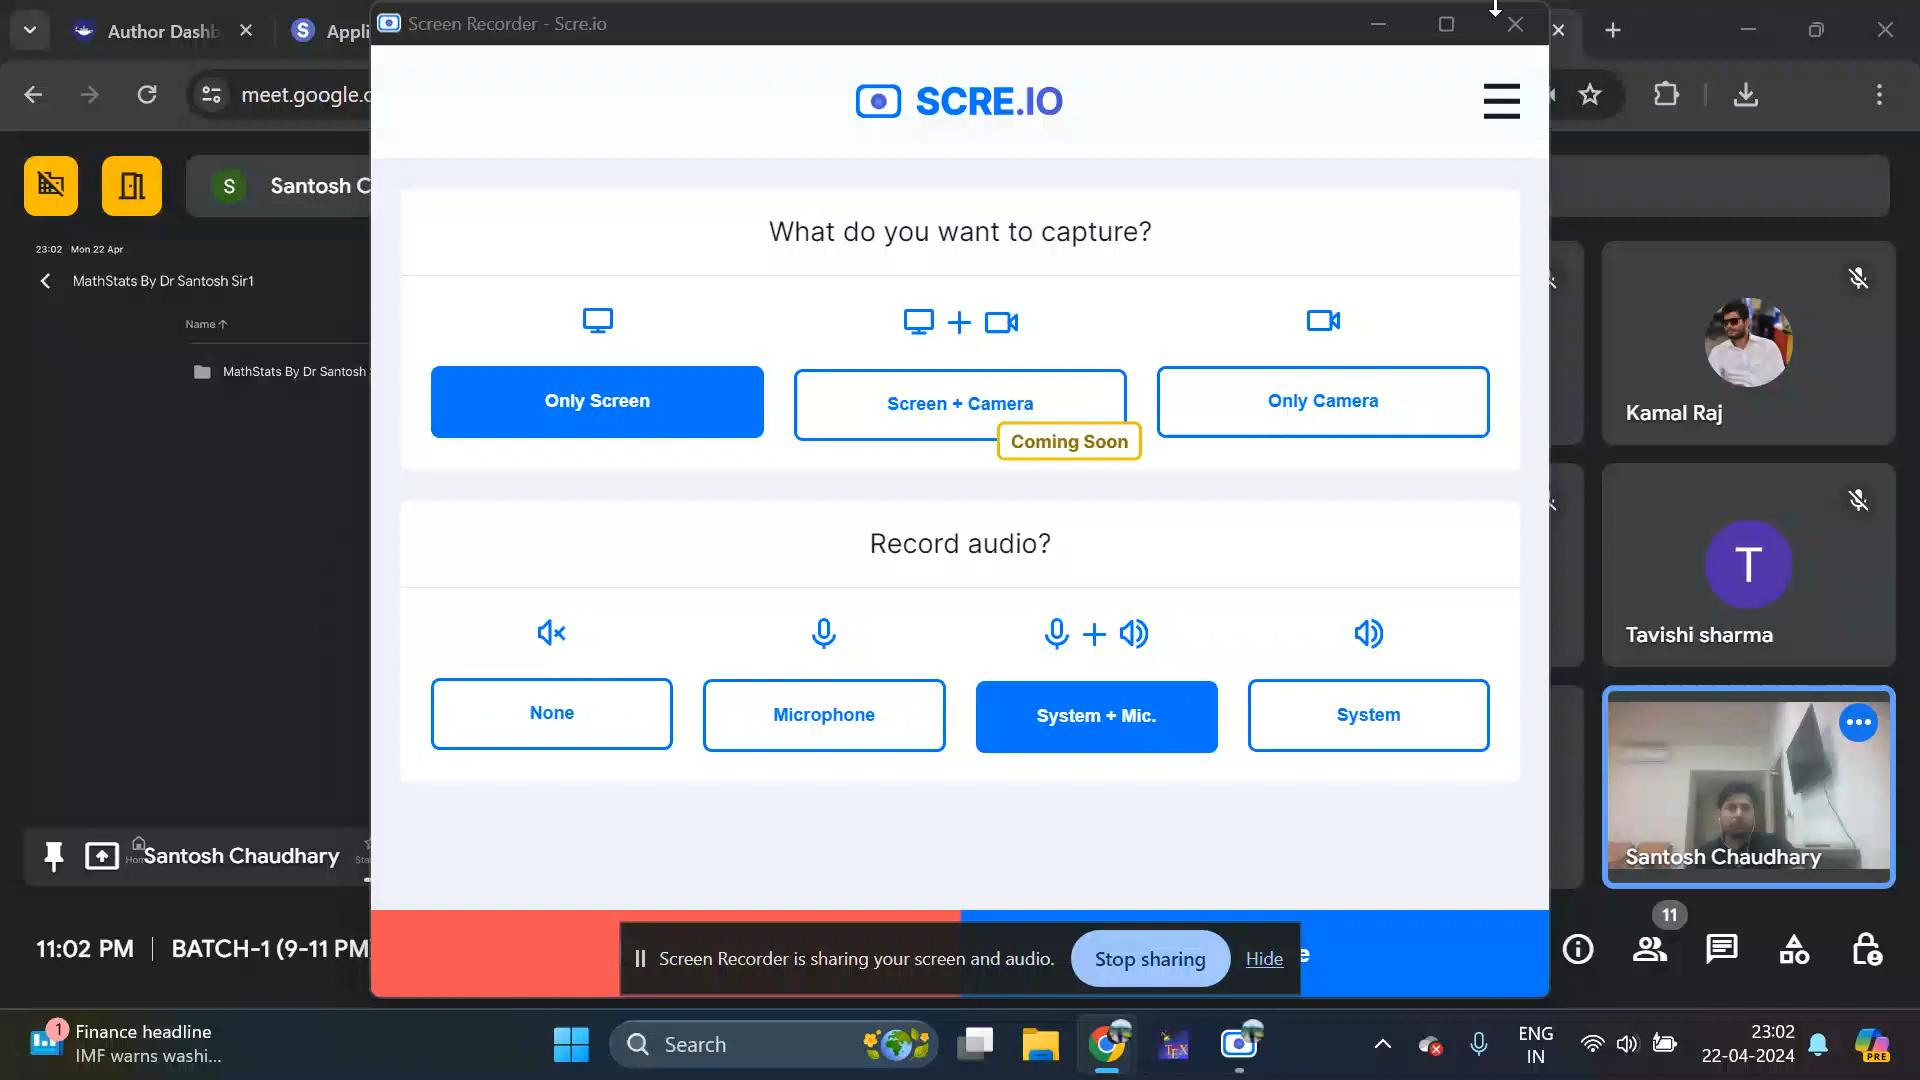 Author Dashb
Appli
Screen Recorder - Scre.io
meet.google.c
SCRE.IO
S
Santosh C
23:02 Mon 22 Apr
MathStats By Dr Santosh Sir1
Name
MathStats By Dr Santosh
What do you want to capture?
Only Screen
Screen + Camera
Coming Soon
Only Camera
Record audio?
None
Microphone
System + Mic.
System
Kamal Raj
T
Tavishi sharma
Santosh Chaudhary
Santosh Chaudhary
11
11:02 PM
BATCH-1 (9-11 PM)
Screen Recorder is sharing your screen and audio.
Stop sharing
Hide
e
1
Finance headline
IMF warns washi...
Search
TEX
ENG
IN
23:02
22-04-2024
PRE